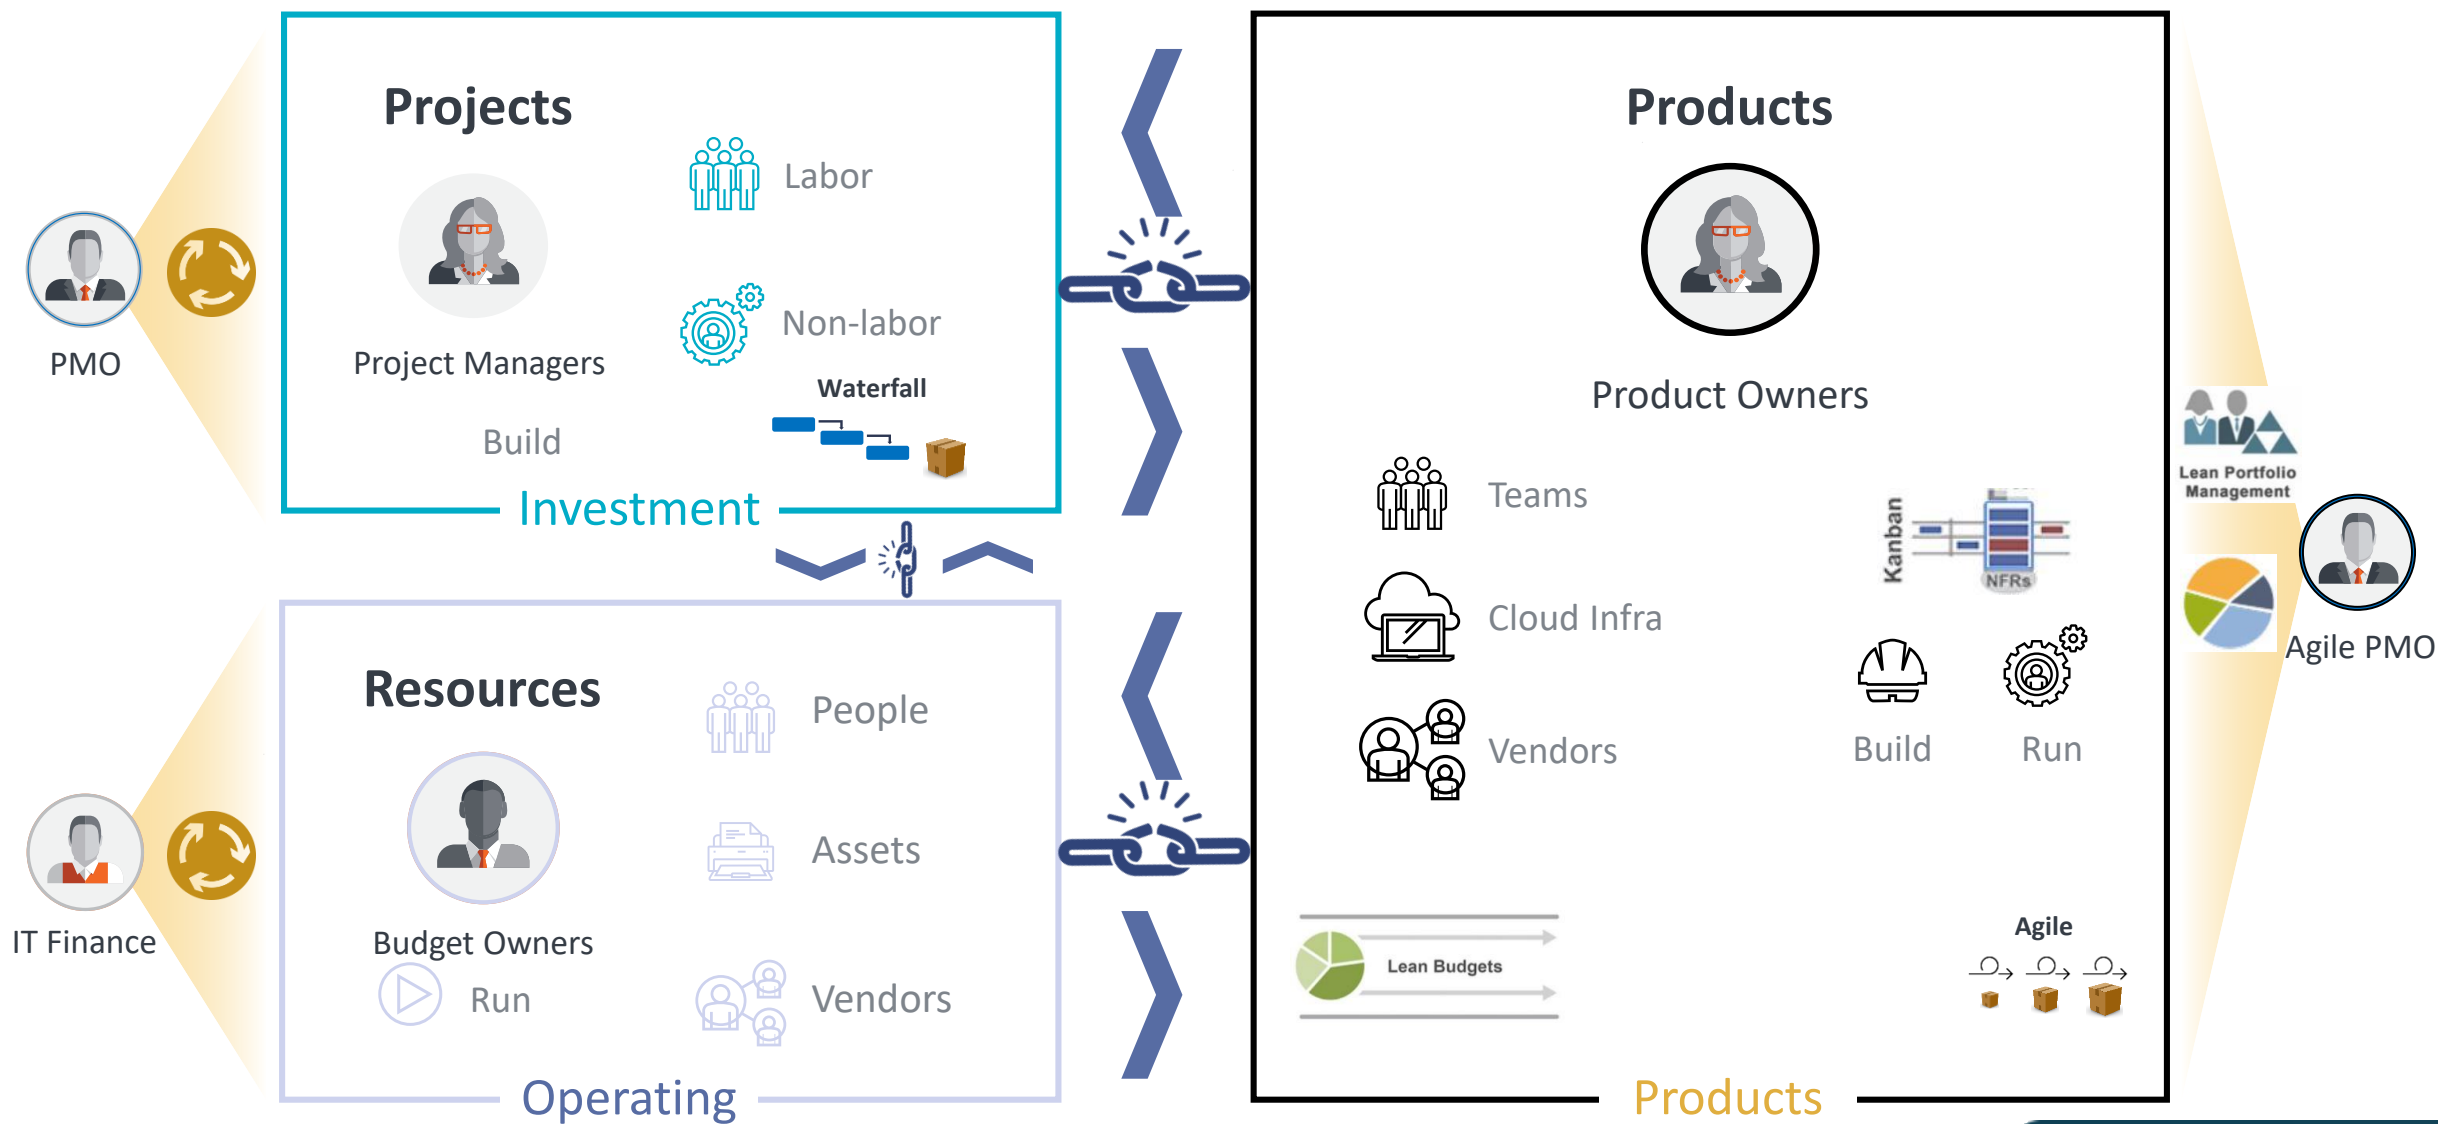 Projects
Labor
Non-labor
PMO
Project Managers
Waterfall
Build
Investment
Resources
People
Assets
IT Finance
Budget Owners
Run
Vendors
Operating
Products
Product Owners
Teams
Kanban
NFRs
Cloud Infra
Vendors
Build
Run
Lean Budgets
Agile
Products
Lean Portfolio
Management
Agile PMO